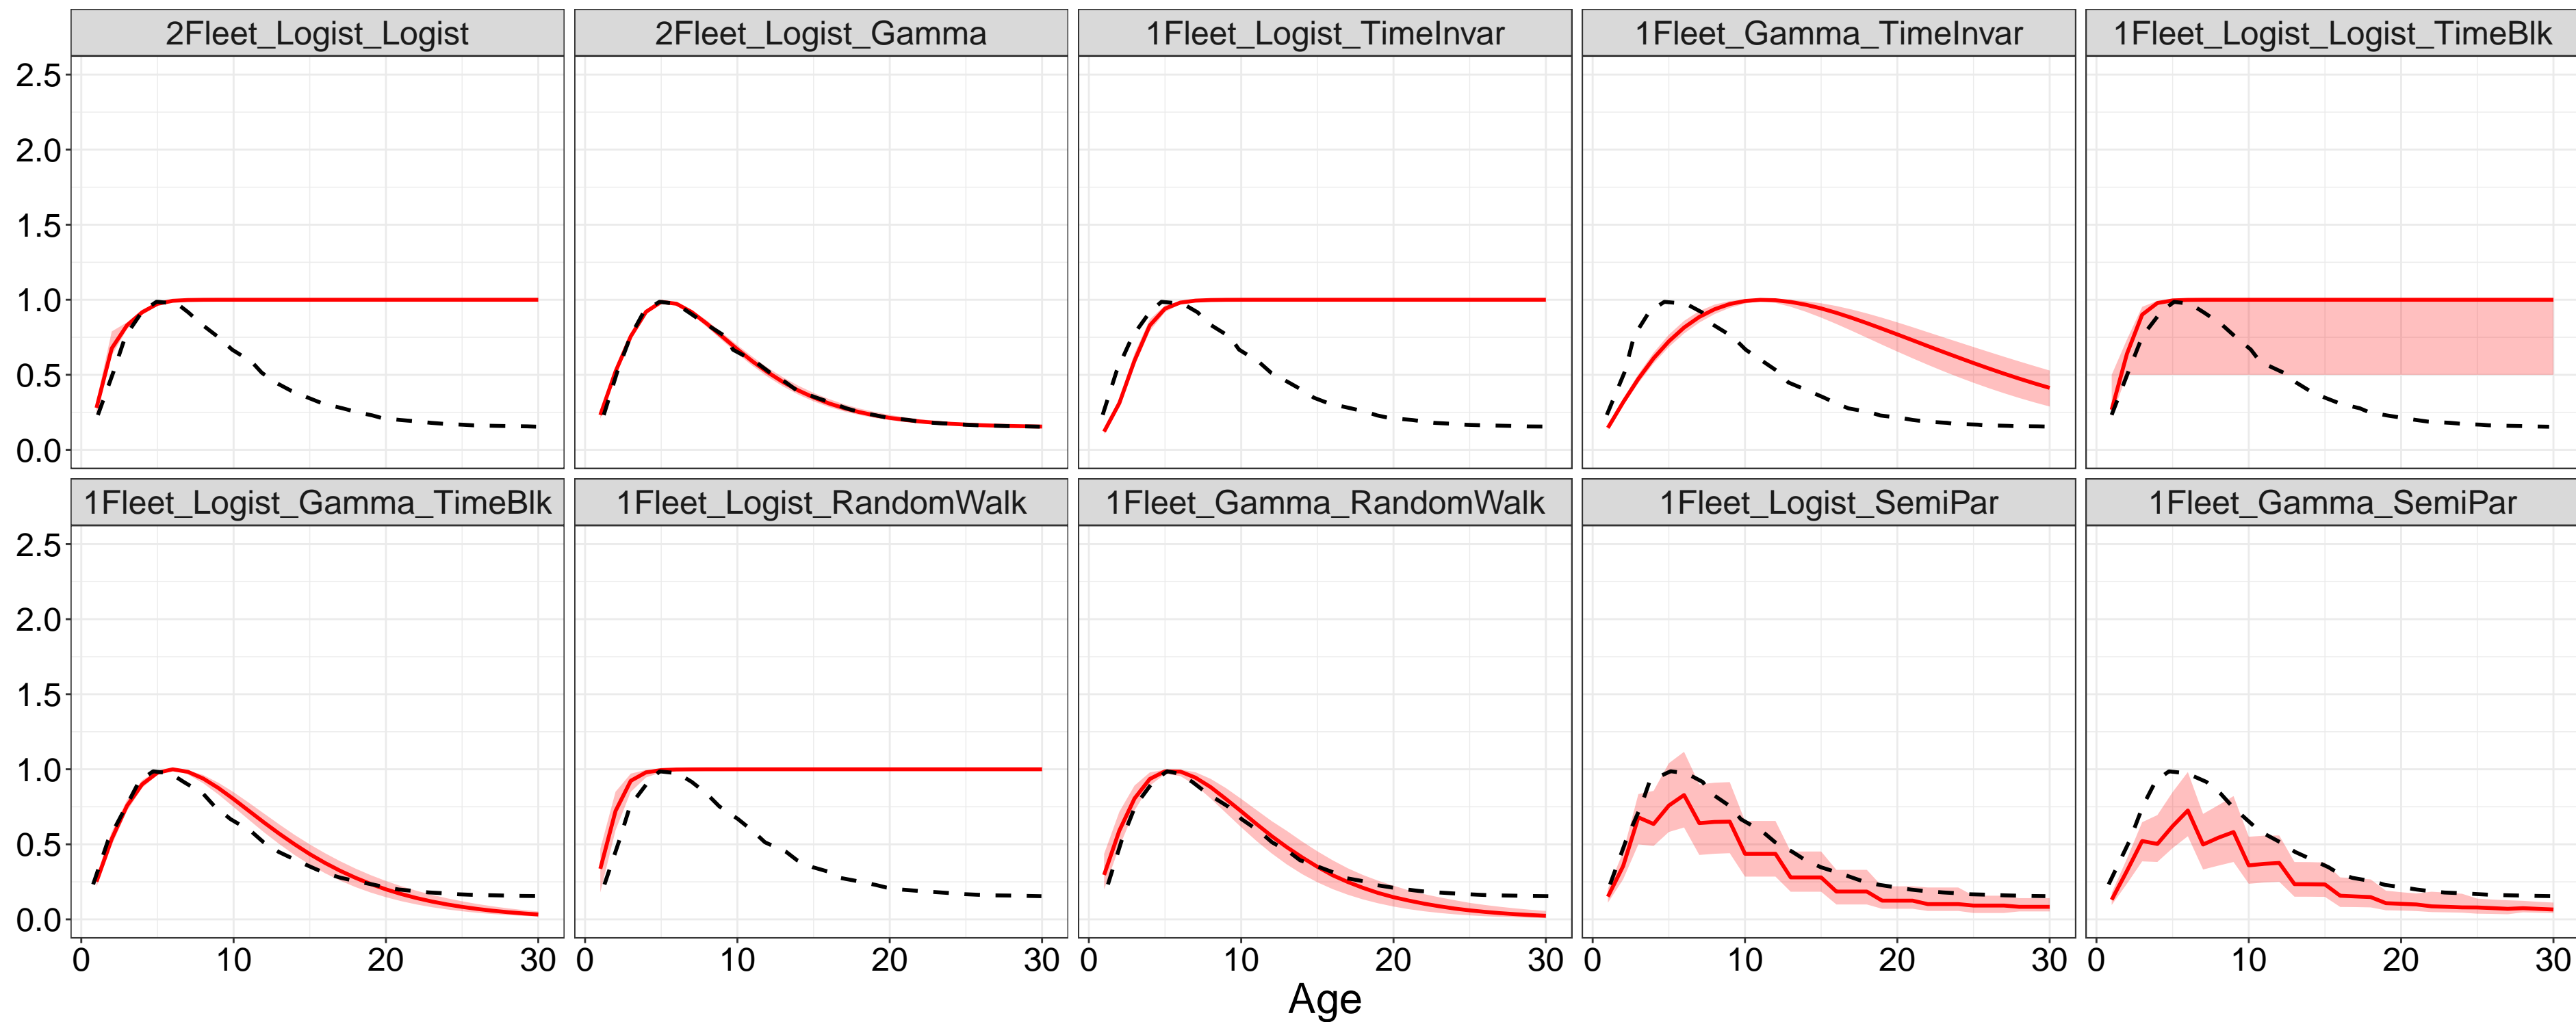 2Fleet_Logist_Logist
2Fleet_Logist_Gamma
1Fleet_Logist_TimeInvar
1Fleet_Gamma_TimeInvar
1Fleet_Logist_Logist_TimeBlk
2.5
2.0
1.5
1.0
0.5
0.0
1Fleet_Logist_Gamma_TimeBlk
1Fleet_Logist_RandomWalk
1Fleet_Gamma_RandomWalk
1Fleet_Logist_SemiPar
1Fleet_Gamma_SemiPar
2.5
2.0
1.5
1.0
0.5
0.0
0 10 20 30
0 10 20 30
0 10 20 30
0 10 20 30
0 10 20 30
Age